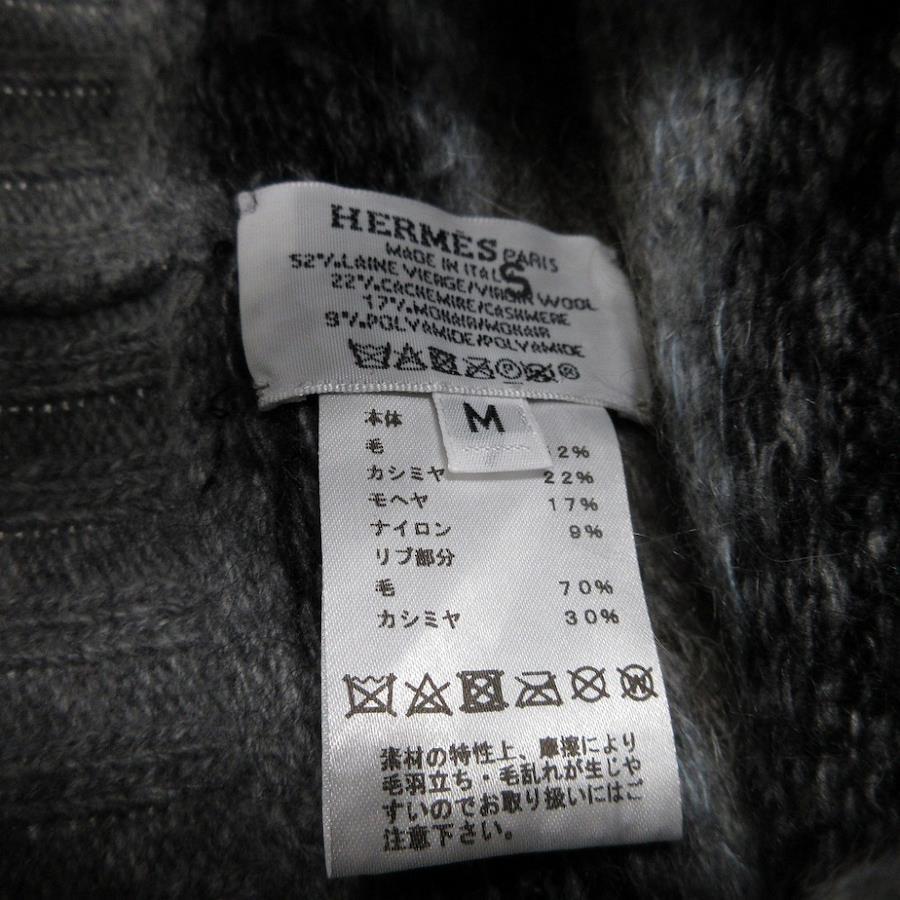 HERMÈS PARIS
MADE IN ITALY
S
52%LAINE VIERGE/VIRGIN WOOL
22%CACHEMIRE/CASHMERE
17%MOHAIR/MOHAIR
9%POLYAMIDE/POLYAMIDE
M
本体
毛 2%
カシミヤ 22%
モヘヤ 17%
ナイロン 9%
リブ部分
毛 70%
カシミヤ 30%
素材の特性上、摩擦により
毛羽立ち・毛乱れが生じや
すいのでお取り扱いにはご
注意下さい。